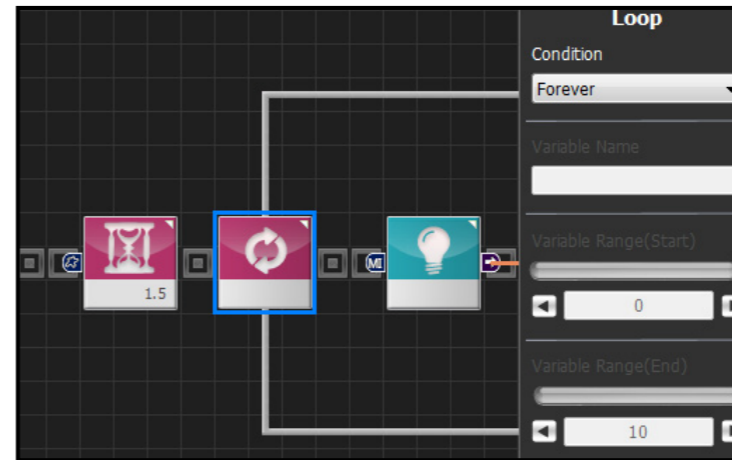 Loop
Condition
Forever
Variable Name
Variable Range(Start)
0
Variable Range(End)
10
1.5
M